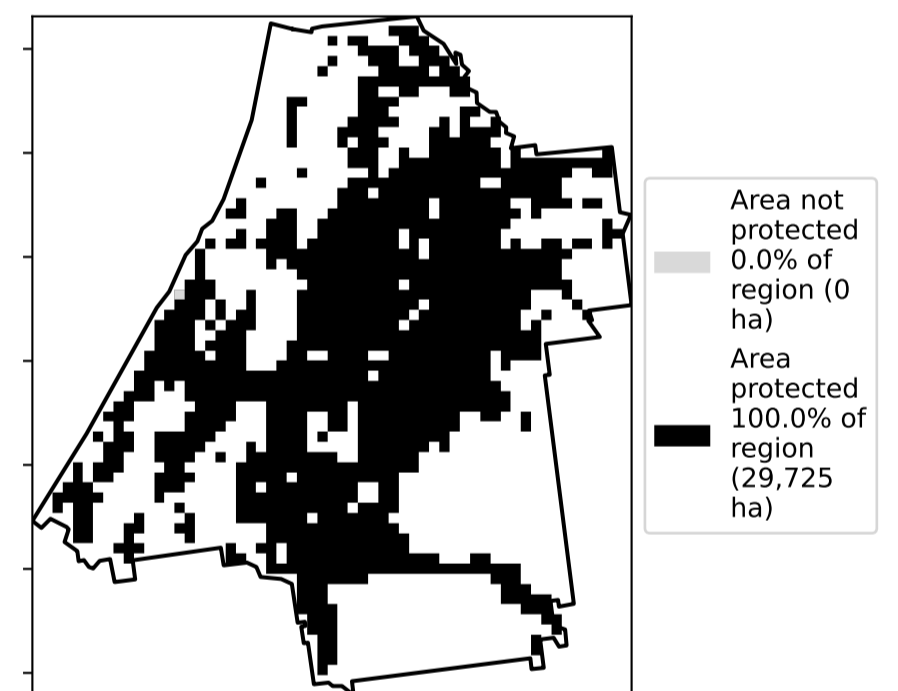 Area not
protected
0.0% of
region (0
ha)
Area
protected
100.0% of
region
(29,725
ha)